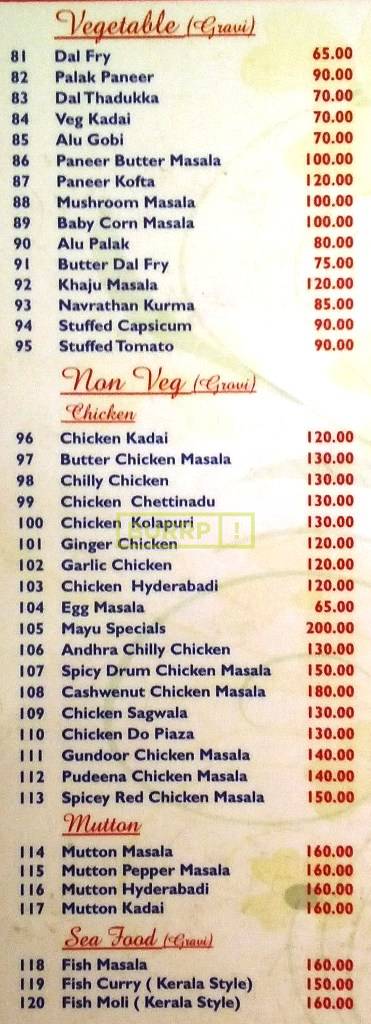 Vegetable (Gravi)
81 Dal Fry 65.00
82 Palak Paneer 90.00
83 Dal Thadukka 70.00
84 Veg Kadai 70.00
85 Alu Gobi 70.00
86 Paneer Butter Masala 100.00
87 Paneer Kofta 120.00
88 Mushroom Masala 100.00
89 Baby Corn Masala 100.00
90 Alu Palak 80.00
91 Butter Dal Fry 75.00
92 Khaju Masala 120.00
93 Navrathan Kurma 85.00
94 Stuffed Capsicum 90.00
95 Stuffed Tomato 90.00
Non Veg (Gravi)
Chicken
96 Chicken Kadai 120.00
97 Butter Chicken Masala 130.00
98 Chilly Chicken 130.00
99 Chicken Chettinadu 130.00
100 Chicken Kolapuri 130.00
BURRP!
101 Ginger Chicken 120.00
102 Garlic Chicken 120.00
103 Chicken Hyderabadi 120.00
104 Egg Masala 65.00
105 Mayu Specials 200.00
106 Andhra Chilly Chicken 130.00
107 Spicy Drum Chicken Masala 150.00
108 Cashwenut Chicken Masala 180.00
109 Chicken Sagwala 130.00
110 Chicken Do Piaza 130.00
111 Gundoor Chicken Masala 140.00
112 Pudeena Chicken Masala 140.00
113 Spicey Red Chicken Masala 150.00
Mutton
114 Mutton Masala 160.00
115 Mutton Pepper Masala 160.00
116 Mutton Hyderabadi 160.00
117 Mutton Kadai 160.00
Sea Food (Gravi)
118 Fish Masala 160.00
119 Fish Curry ( Kerala Style) 150.00
120 Fish Moli ( Kerala Style) 160.00